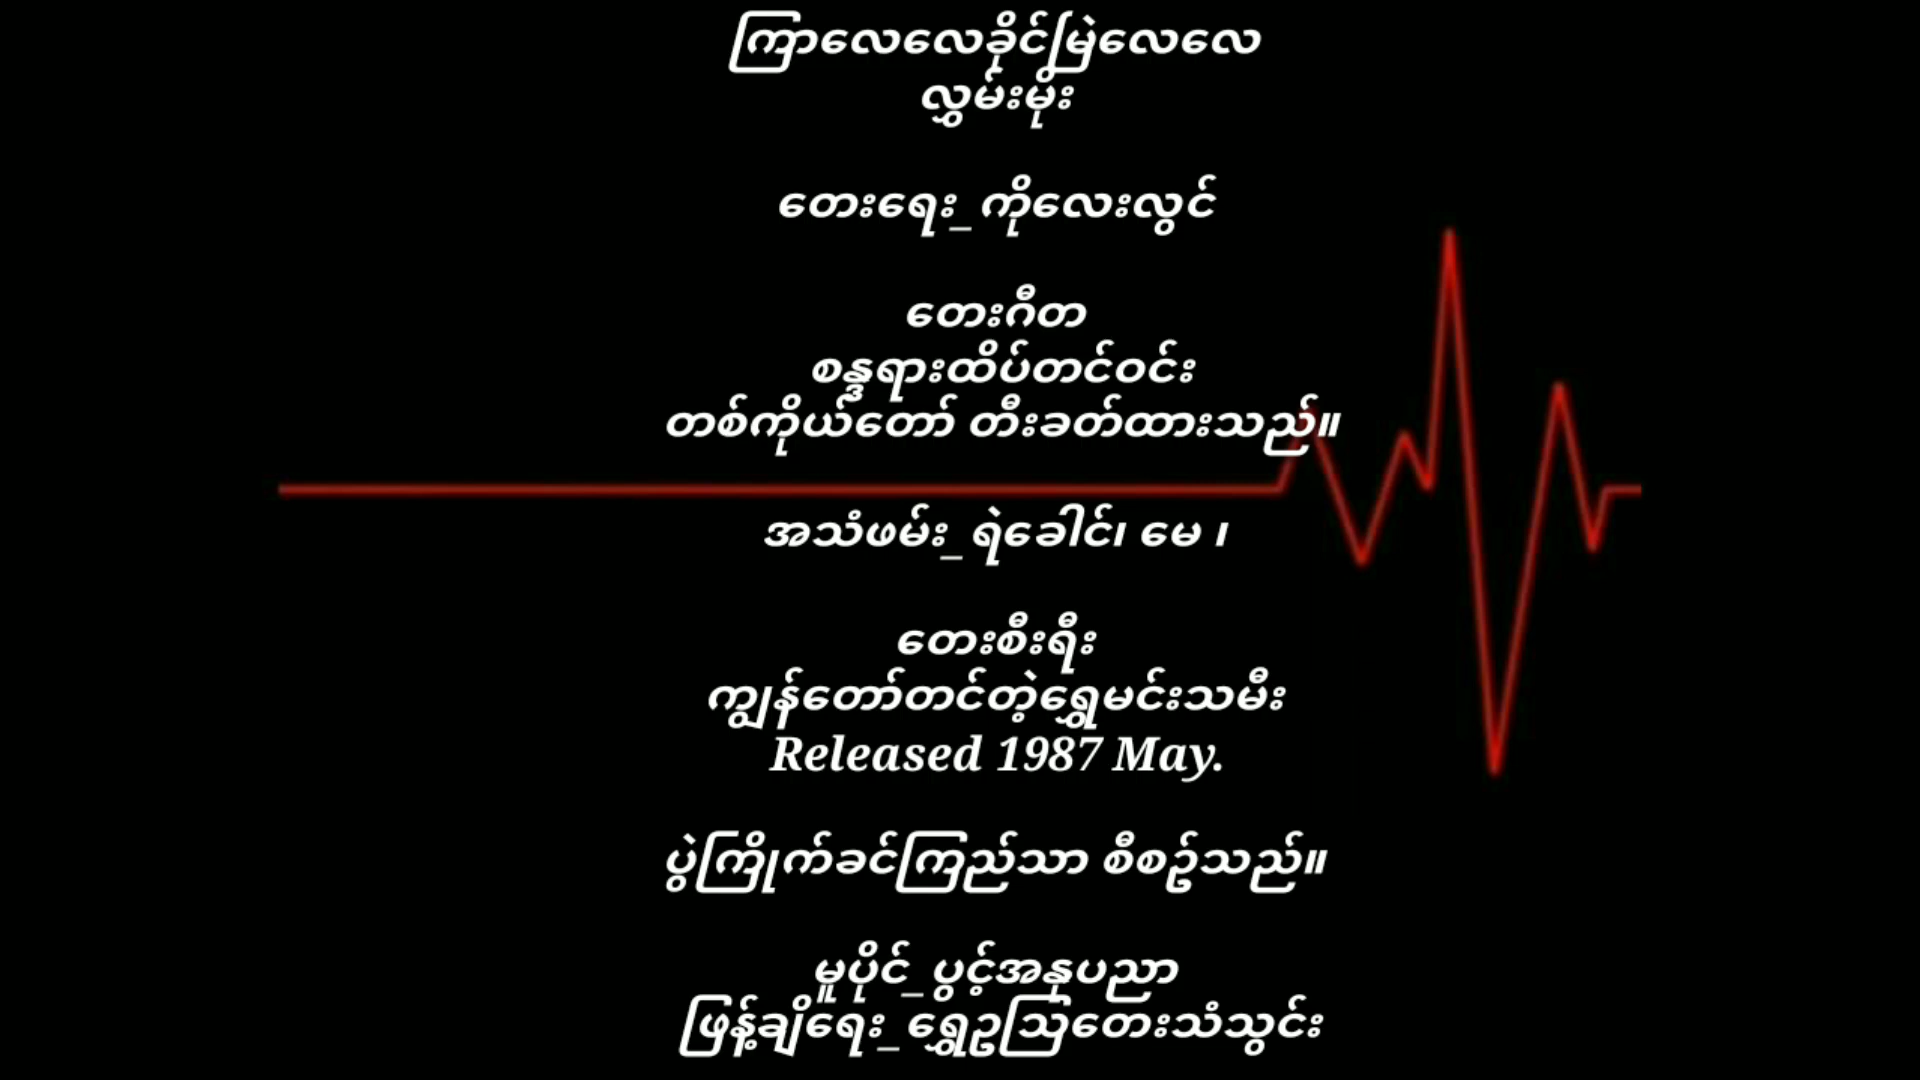 ကြာလေလေခိုင်မြဲလေလေ
လွှမ်းမိုး
တေးရေး_ကိုလေးလွင်
တေးဂီတ
စန္ဒရားထိပ်တင်ဝင်း
တစ်ကိုယ်တော် တီးခတ်ထားသည်။
အသံဖမ်း_ရဲခေါင်၊ မေ ၊
တေးစီးရီး
ကျွန်တော်တင်တဲ့ရွှေမင်းသမီး
Released 1987 May.
ပွဲကြိုက်ခင်ကြည်သာ စီစဥ်သည်။
မူပိုင်_ပွင့်အနုပညာ
ဖြန့်ချိရေး_ရွှေဥဩတေးသံသွင်း